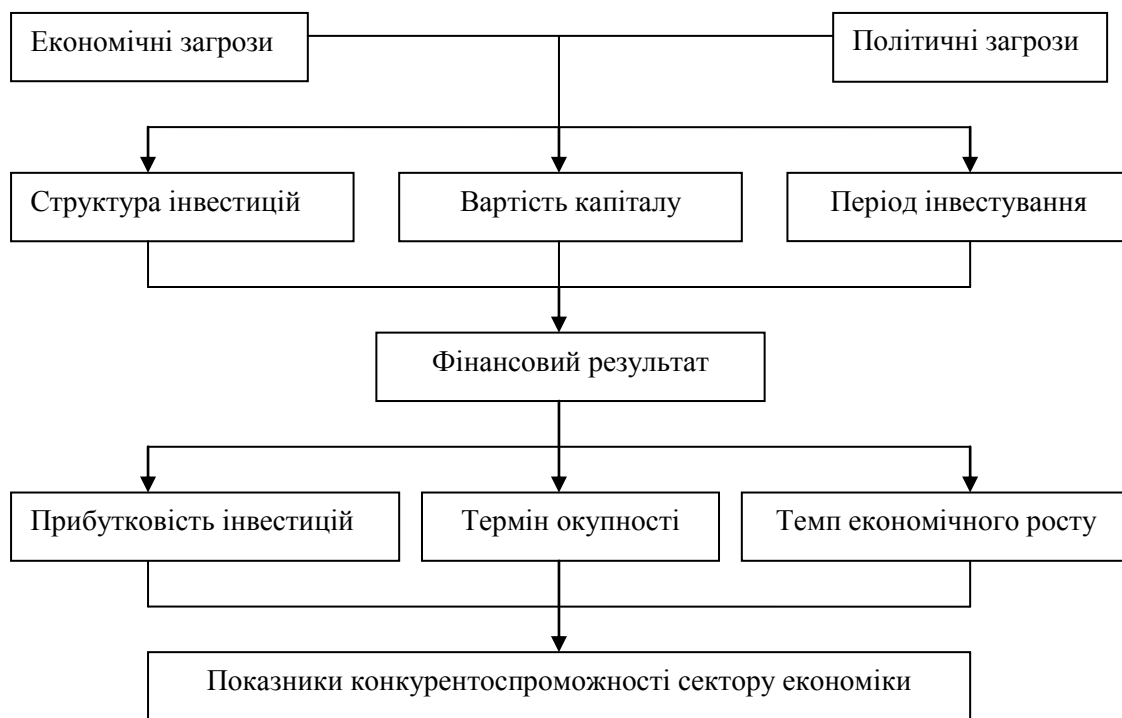 Економічні загрози
Політичні загрози
Структура інвестицій
Вартість капіталу
Період інвестування
Фінансовий результат
Прибутковість інвестицій
Термін окупності
Темп економічного росту
Показники конкурентоспроможності сектору економіки